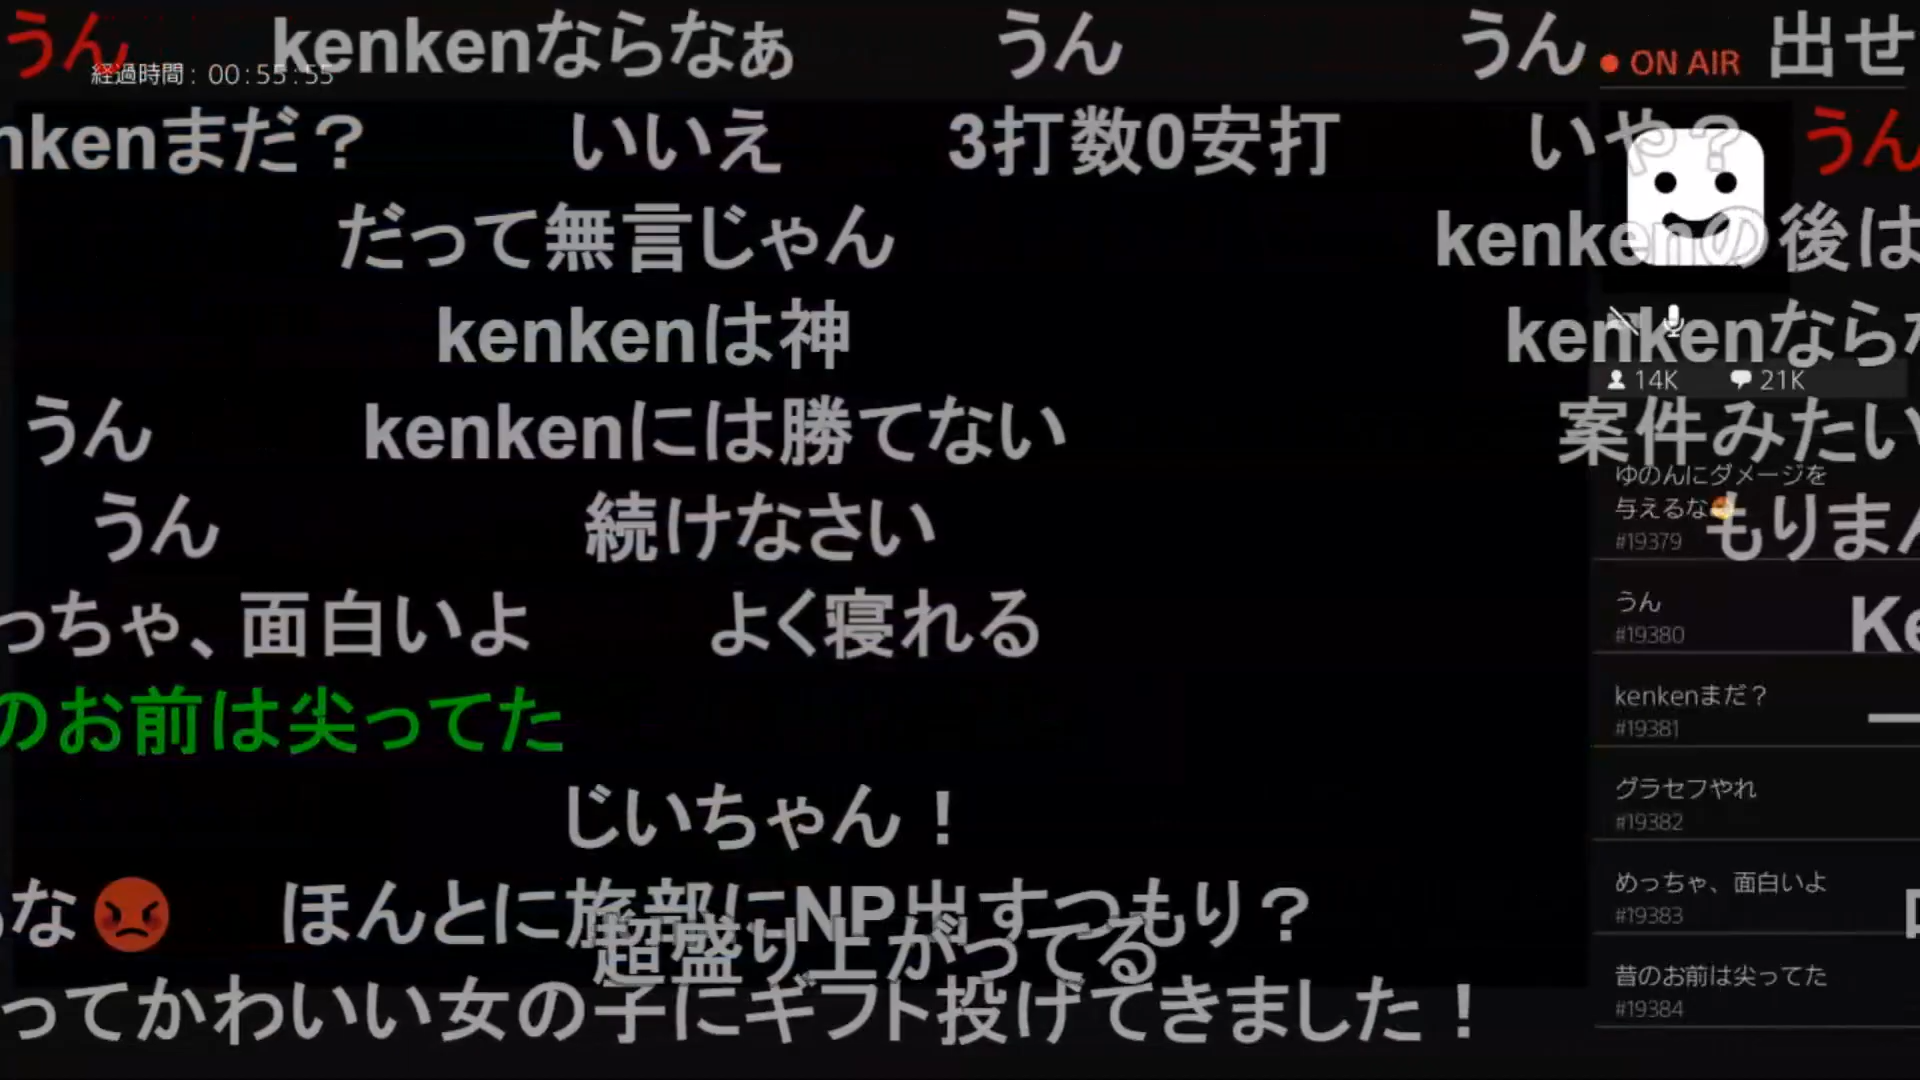 うん kenkenならなぁ うん うん 出せ
経過時間 : 00:55:55
ON AIR
nkenまだ？ いいえ 3打数0安打 いや？ うん
だって無言じゃん kenkenの後は
kenkenは神 kenkenならな
14K 21K
うん kenkenには勝てない 案件みたい
ゆのんにダメージを
与えるな
#19379
うん 続けなさい もりまん
うん
#19380
っちゃ、面白いよ よく寝れる Ke
kenkenまだ？
#19381
のお前は尖ってた
グラセフやれ
#19382
じいちゃん！
めっちゃ、面白いよ
#19383
な ほんとに旅部にNP出すつもり？
超盛り上がってる
昔のお前は尖ってた
#19384
ってかわいい女の子にギフト投げてきました！